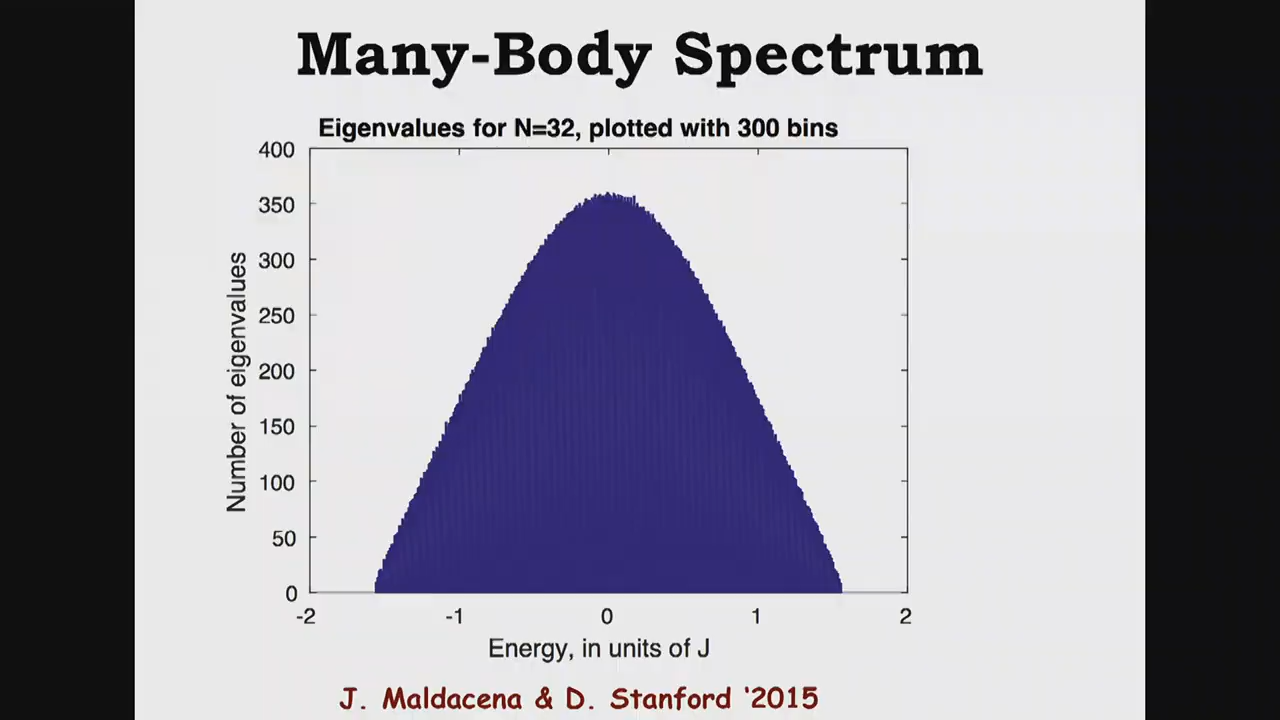 Many-Body Spectrum
Eigenvalues for N=32, plotted with 300 bins
400
350
300
250
200
150
100
50
0
Number of eigenvalues
-2 -1 0 1 2
Energy, in units of J
J. Maldacena & D. Stanford '2015